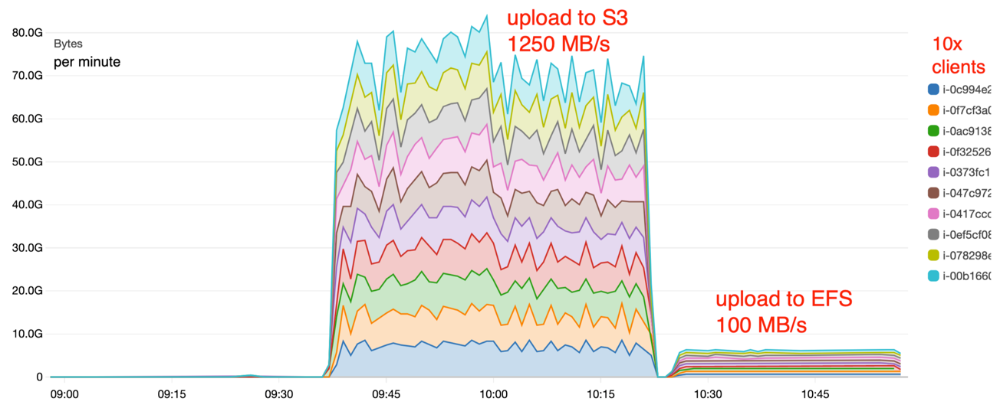 upload to S3
1250 MB/s
80.0G
Bytes
per minute
70.0G
60.0G
50.0G
40.0G
30.0G
20.0G
10.0G
0
upload to EFS
100 MB/s
09:00
09:15
09:30
09:45
10:00
10:15
10:30
10:45
10x
clients
i-0c994e2
i-0f7cf3a0
i-0ac9138
i-0f32526
i-0373fc1
i-047c972
i-0417ccc
i-0ef5cf08
i-078298e
i-00b1660